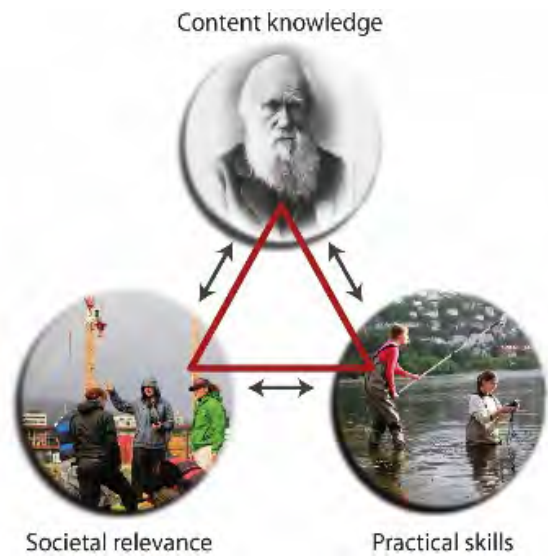 Content knowledge
Societal relevance
Practical skills